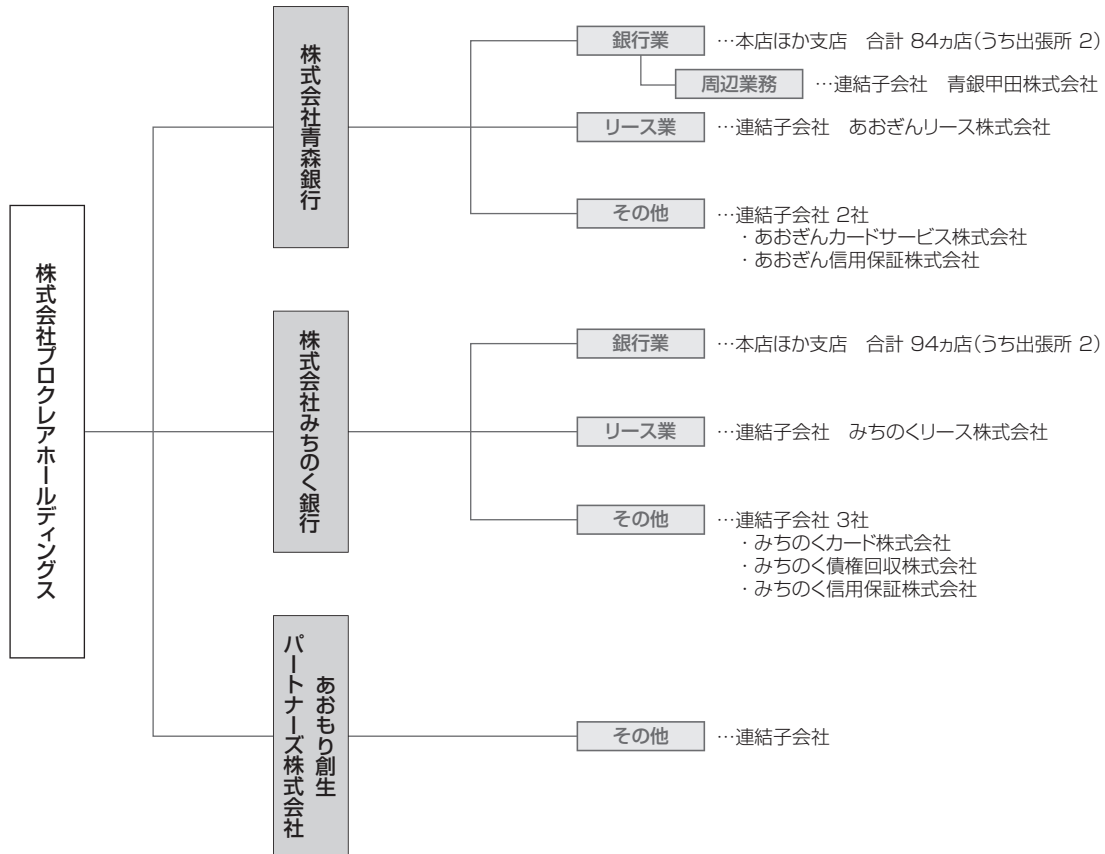 株式会社プロクレアホールディングス
株式会社青森銀行
銀行業 …本店ほか支店　合計 84ヵ店(うち出張所 2)
周辺業務 …連結子会社　青銀甲田株式会社
リース業 …連結子会社　あおぎんリース株式会社
その他 …連結子会社 2社
・あおぎんカードサービス株式会社
・あおぎん信用保証株式会社
株式会社みちのく銀行
銀行業 …本店ほか支店　合計 94ヵ店(うち出張所 2)
リース業 …連結子会社　みちのくリース株式会社
その他 …連結子会社 3社
・みちのくカード株式会社
・みちのく債権回収株式会社
・みちのく信用保証株式会社
あおもり創生
パートナーズ株式会社
その他 …連結子会社